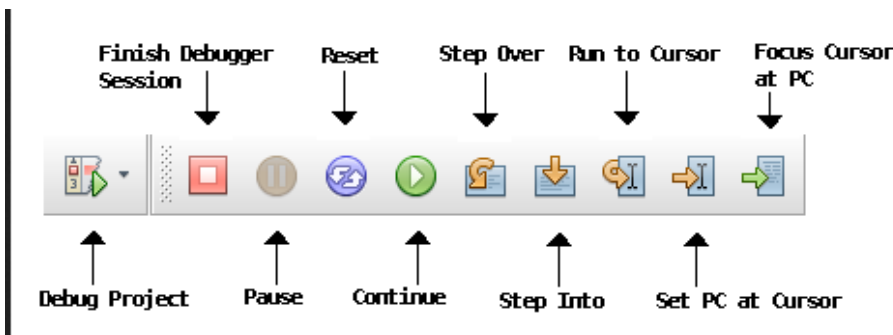 Finish Debugger
Session
Reset
Step Over
Run to Cursor
Focus Cursor
at PC
Debug Project
Pause
Continue
Step Into
Set PC at Cursor